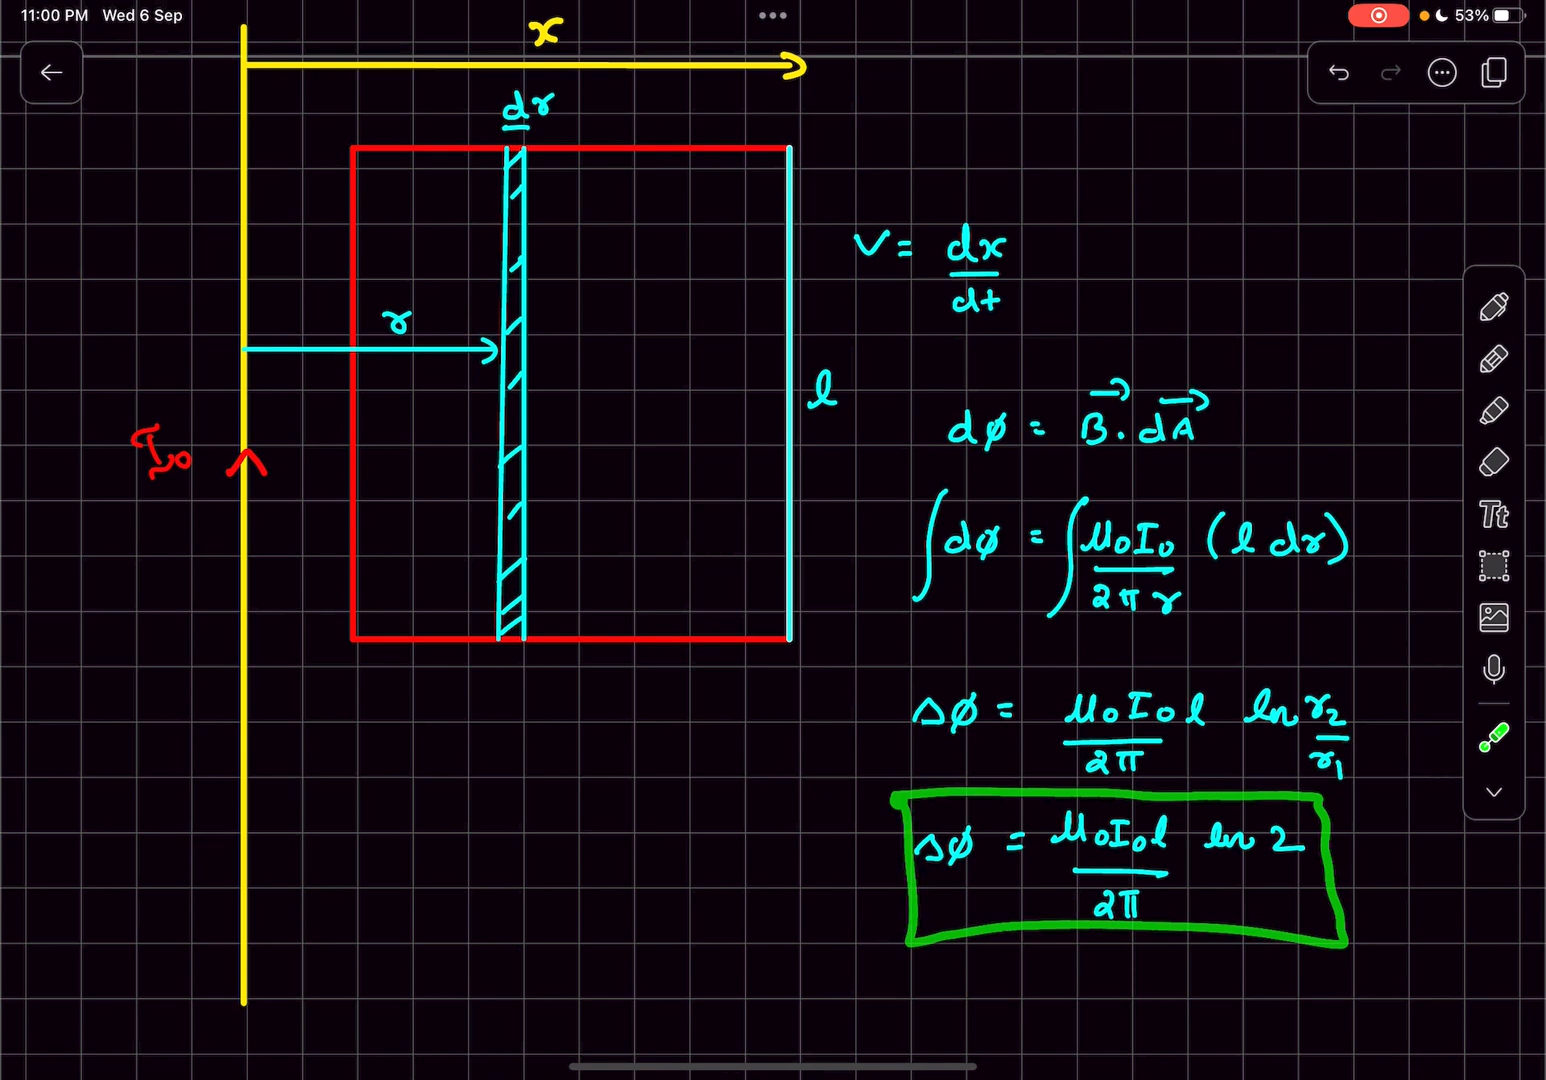 11:00 PM Wed 6 Sep
53%
x
dr
r
I₀
l
v = dx/dt
dφ = B⃗ . dA⃗
∫dφ = ∫ μ₀I₀/2πr (l dr)
Δφ = μ₀I₀l/2π ln r₂/r₁
Δφ = μ₀I₀l/2π ln 2
Tt